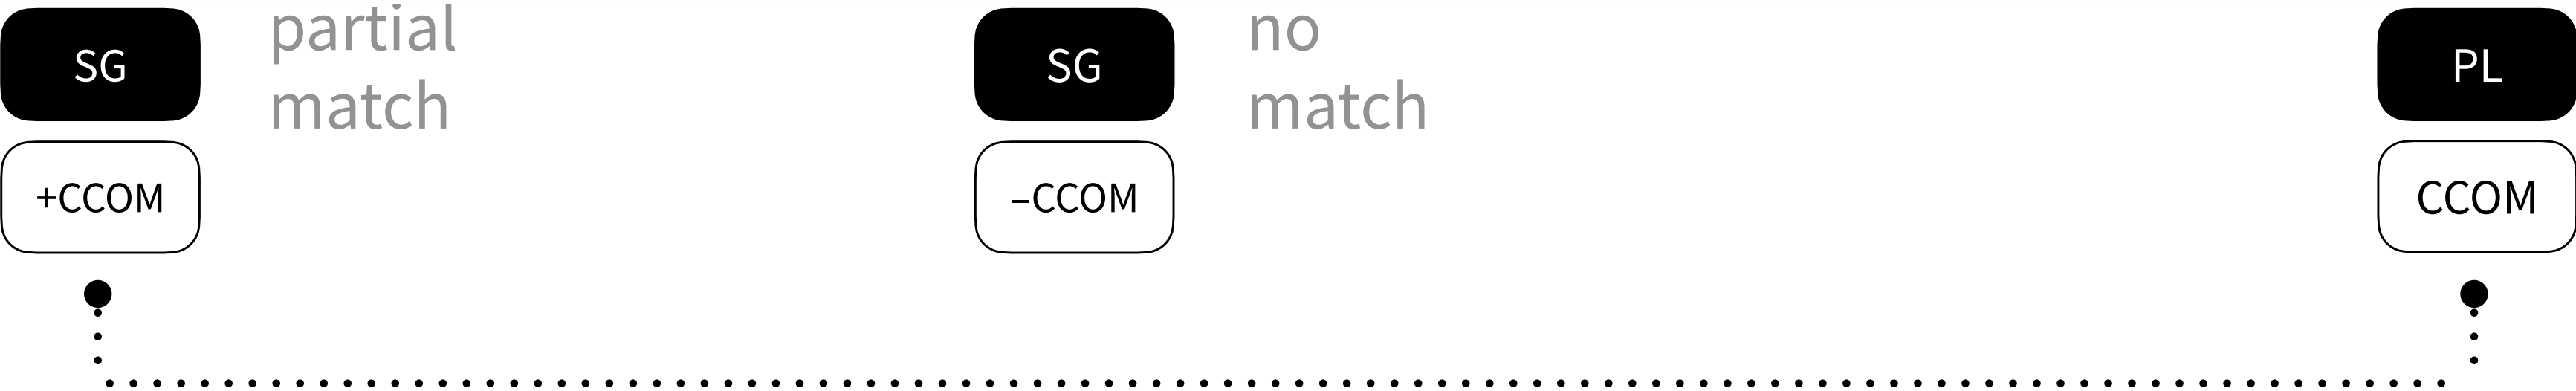 SG
partial
match
+CCOM
SG
no
match
–CCOM
PL
CCOM